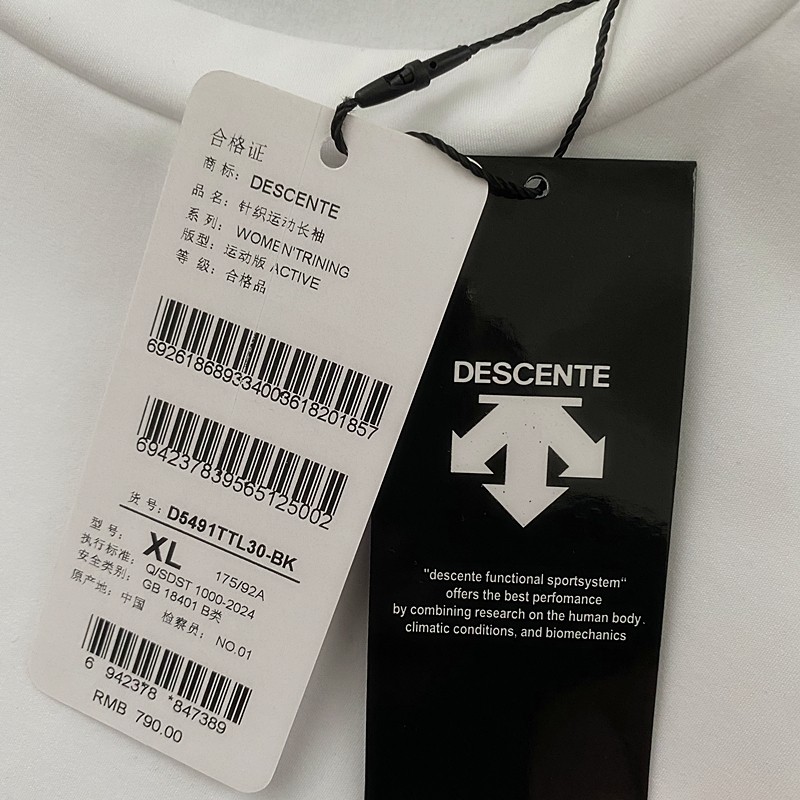 合格证
商标: DESCENTE
品名: 针织运动长袖
系列: WOMEN'TRINING
版型: 运动版 ACTIVE
等级: 合格品
6926186893340036182018​57
694237839565125002
货号: D5491TTL30-BK
型号: XL 175/92A
执行标准: Q/SDST 1000-2024
安全类别: GB 18401 B类
原产地: 中国 检察员: NO.01
6 942378 *847389
RMB 790.00
DESCENTE
"descente functional sportsystem“
offers the best perfomance
by combining research on the human body.
climatic conditions, and biomechanics